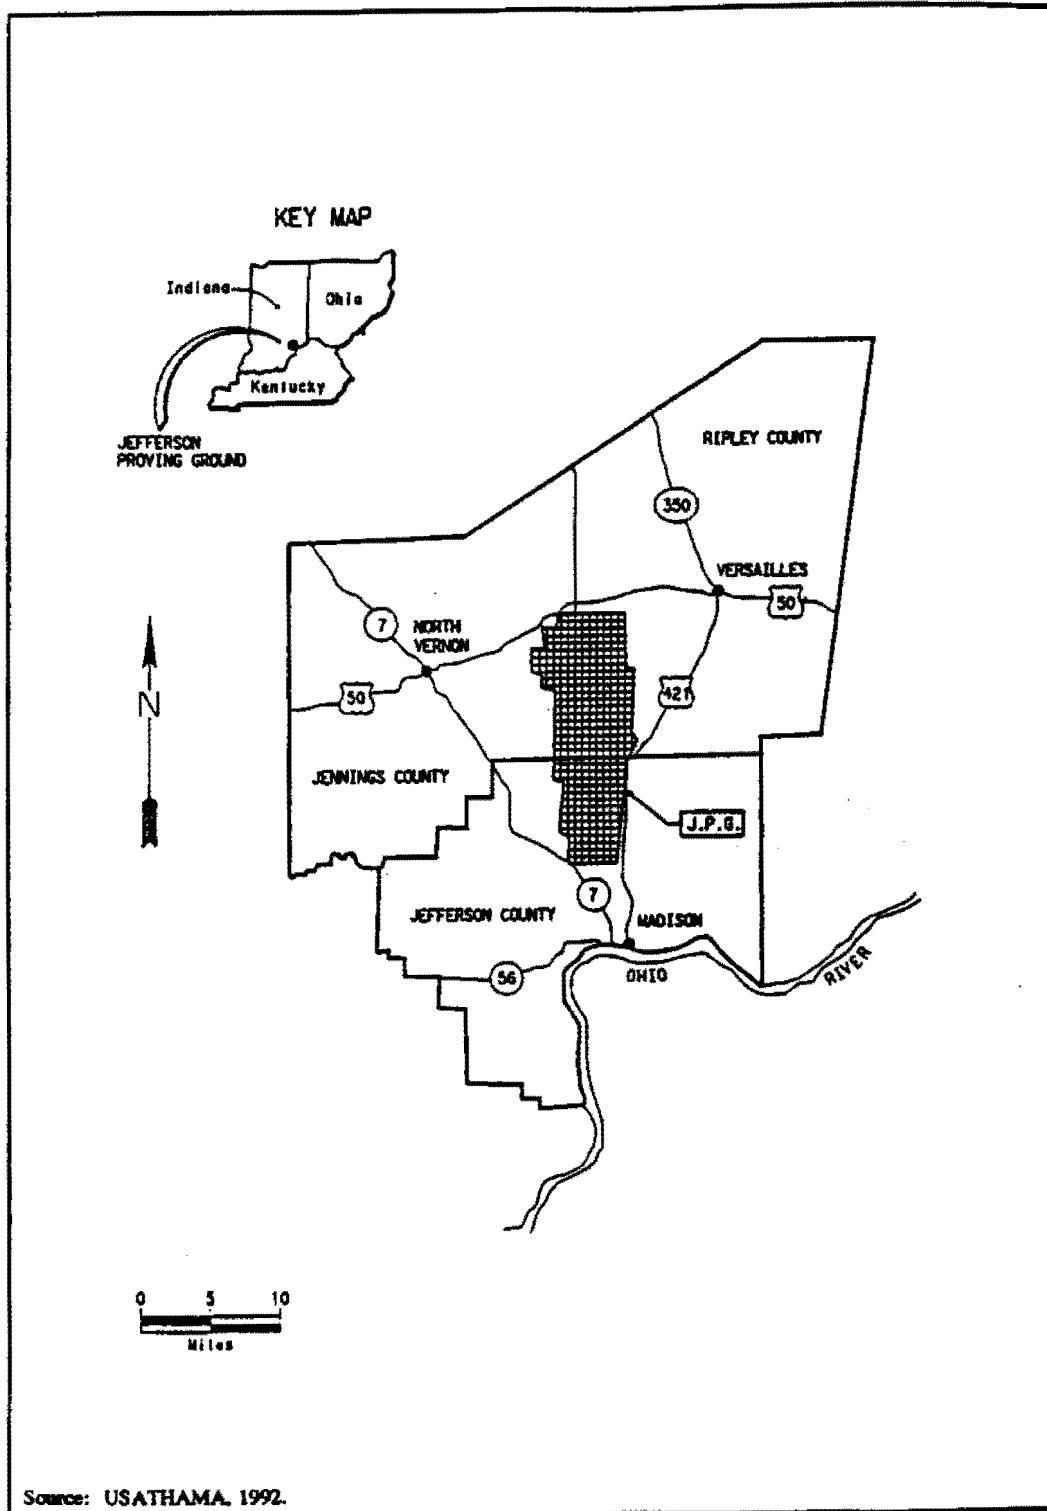 KEY MAP
Indiana
Ohio
Kentucky
JEFFERSON
PROVING GROUND
RIPLEY COUNTY
350
VERSAILLES
50
7
NORTH
VERNON
50
421
N
JENNINGS COUNTY
J.P.G.
7
JEFFERSON COUNTY
MADISON
56
OHIO
RIVER
0 5 10
Miles
Source: USATHAMA, 1992.